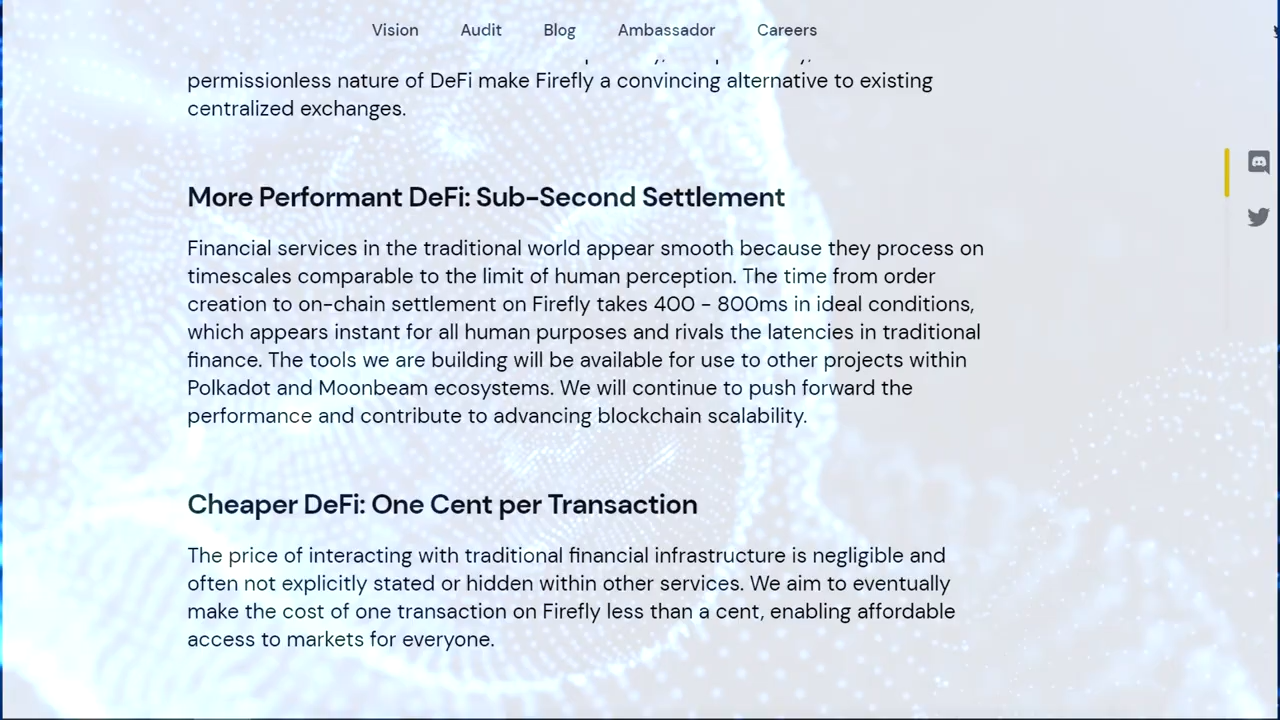 Vision Audit Blog Ambassador Careers
permissionless nature of DeFi make Firefly a convincing alternative to existing
centralized exchanges.
More Performant DeFi: Sub-Second Settlement
Financial services in the traditional world appear smooth because they process on
timescales comparable to the limit of human perception. The time from order
creation to on-chain settlement on Firefly takes 400 - 800ms in ideal conditions,
which appears instant for all human purposes and rivals the latencies in traditional
finance. The tools we are building will be available for use to other projects within
Polkadot and Moonbeam ecosystems. We will continue to push forward the
performance and contribute to advancing blockchain scalability.
Cheaper DeFi: One Cent per Transaction
The price of interacting with traditional financial infrastructure is negligible and
often not explicitly stated or hidden within other services. We aim to eventually
make the cost of one transaction on Firefly less than a cent, enabling affordable
access to markets for everyone.